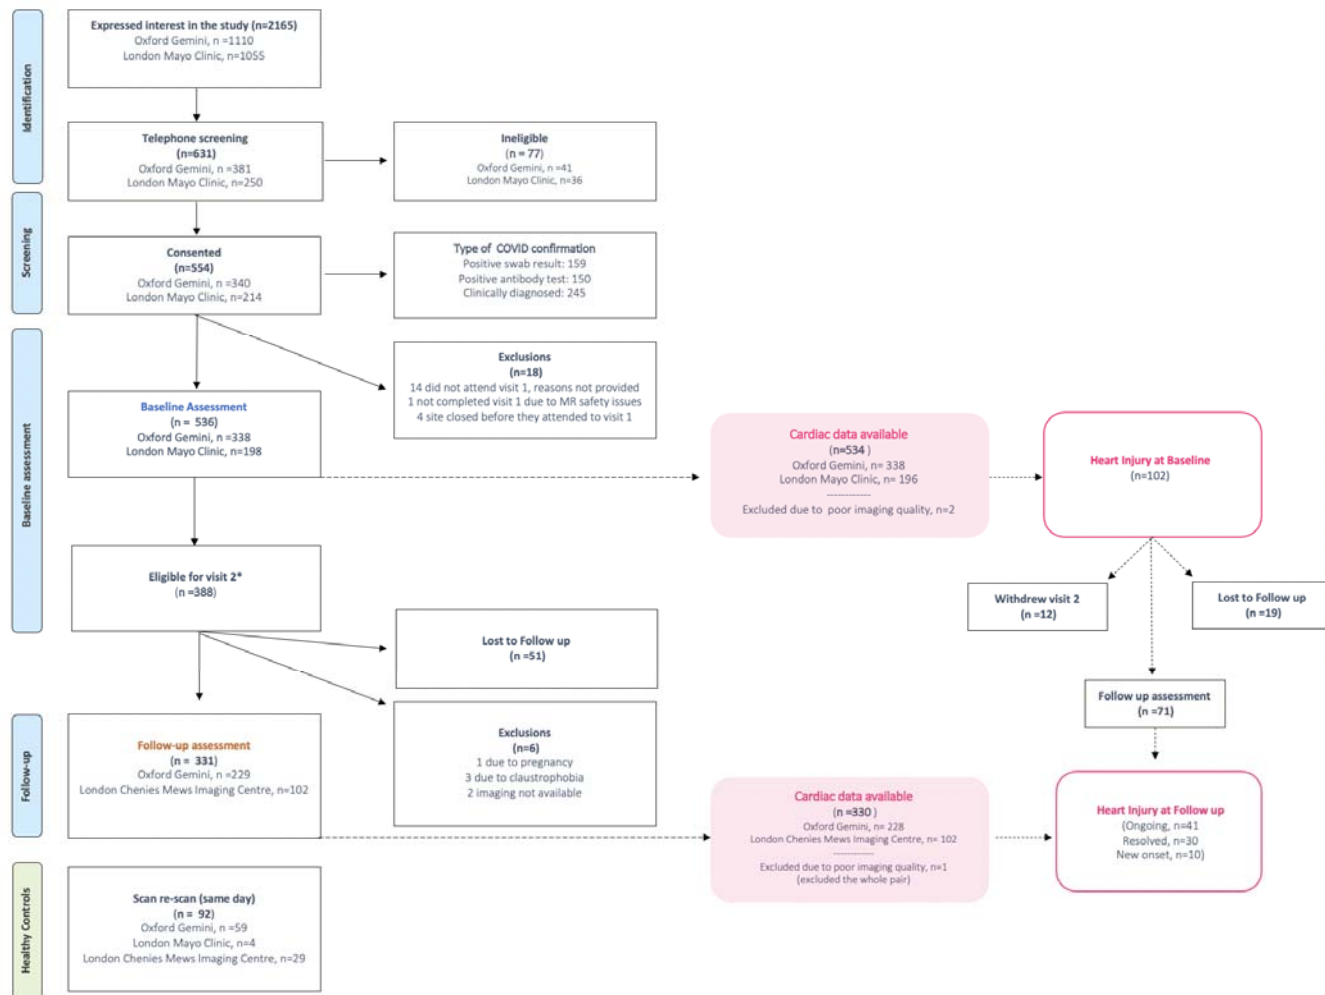 Identification
Expressed interest in the study (n=2165)
Oxford Gemini, n =1110
London Mayo Clinic, n=1055
Telephone screening
(n=631)
Oxford Gemini, n =381
London Mayo Clinic, n=250
Ineligible
(n = 77)
Oxford Gemini, n =41
London Mayo Clinic, n=36
Screening
Consented
(n=554)
Oxford Gemini, n =340
London Mayo Clinic, n=214
Type of COVID confirmation
Positive swab result: 159
Positive antibody test: 150
Clinically diagnosed: 245
Exclusions
(n=18)
14 did not attend visit 1, reasons not provided
1 not completed visit 1 due to MR safety issues
4 site closed before they attended to visit 1
Baseline assessment
Baseline Assessment
(n = 536)
Oxford Gemini, n =338
London Mayo Clinic, n=198
Cardiac data available
(n=534 )
Oxford Gemini, n= 338
London Mayo Clinic, n= 196
------------
Excluded due to poor imaging quality, n=2
Heart Injury at Baseline
(n=102)
Eligible for visit 2*
(n =388)
Withdrew visit 2
(n =12)
Lost to Follow up
(n =19)
Lost to Follow up
(n =51)
Follow up assessment
(n =71)
Exclusions
(n=6)
1 due to pregnancy
3 due to claustrophobia
2 imaging not available
Follow-up
Follow-up assessment
(n = 331)
Oxford Gemini, n =229
London Chenies Mews Imaging Centre, n=102
Cardiac data available
(n =330 )
Oxford Gemini, n= 228
London Chenies Mews Imaging Centre, n= 102
------------
Excluded due to poor imaging quality, n=1
(excluded the whole pair)
Heart Injury at Follow up
(Ongoing, n=41
Resolved, n=30
New onset, n=10)
Healthy Controls
Scan re-scan (same day)
(n = 92)
Oxford Gemini, n =59
London Mayo Clinic, n=4
London Chenies Mews Imaging Centre, n=29